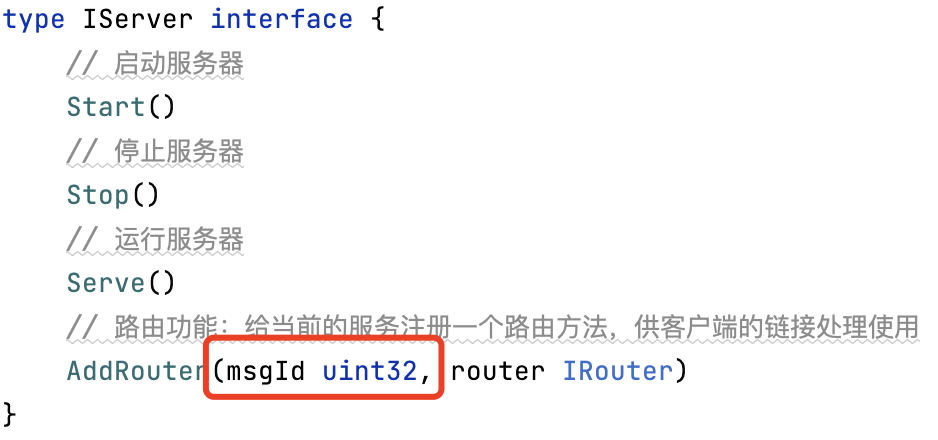 type IServer interface {
    // 启动服务器
    Start()
    // 停止服务器
    Stop()
    // 运行服务器
    Serve()
    // 路由功能：给当前的服务注册一个路由方法，供客户端的链接处理使用
    AddRouter(msgId uint32, router IRouter)
}